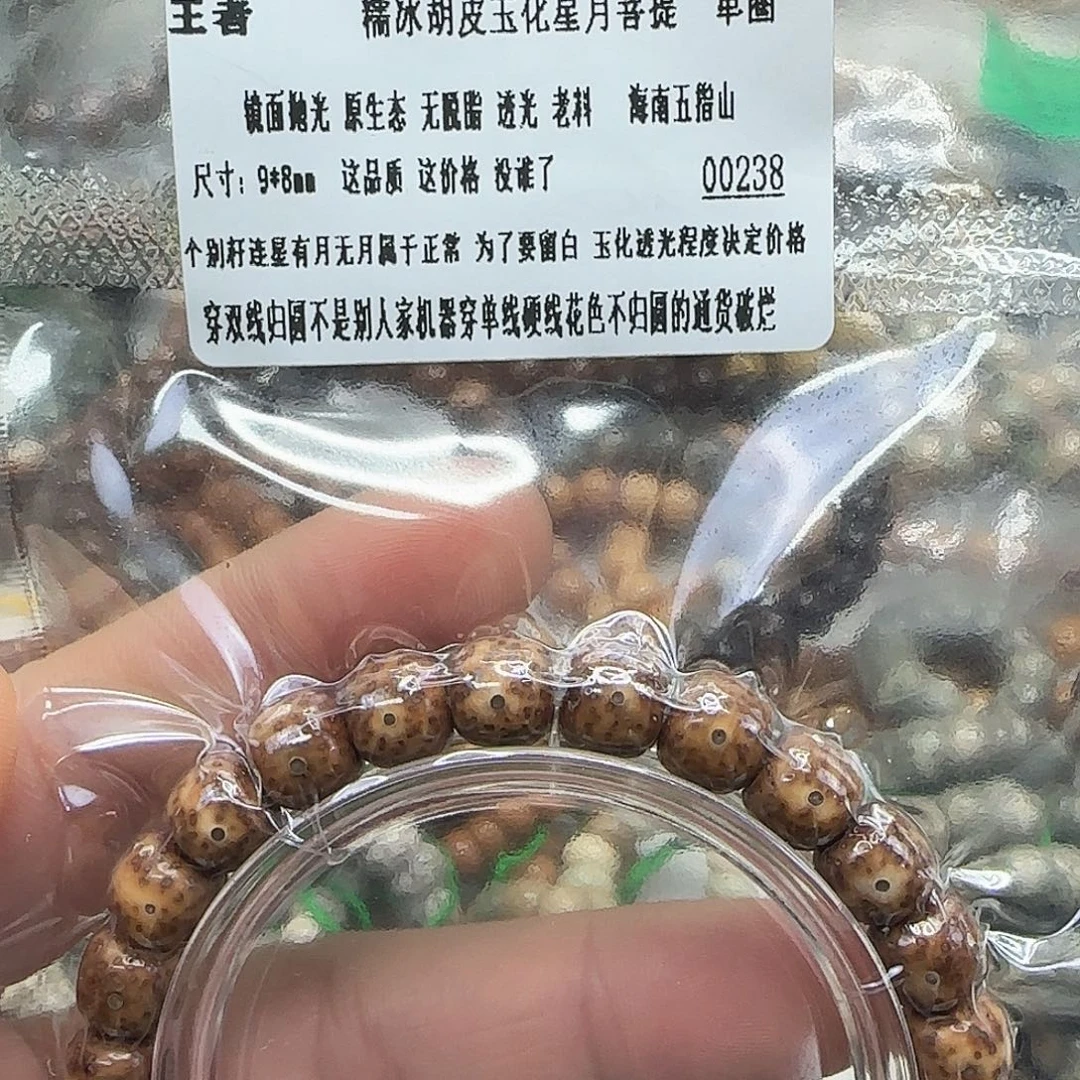 王者 糯冰胡皮玉化星月菩提 单圈
镜面抛光 原生态 无脱脂 透光 老料 海南五指山
尺寸：9*8mm 这品质 这价格 没谁了 00238
个别秆连星有月无月属于正常 为了要留白 玉化透光程度决定价格
穿双线归圆不是别人家机器穿单线硬线花色不归圆的通货破烂